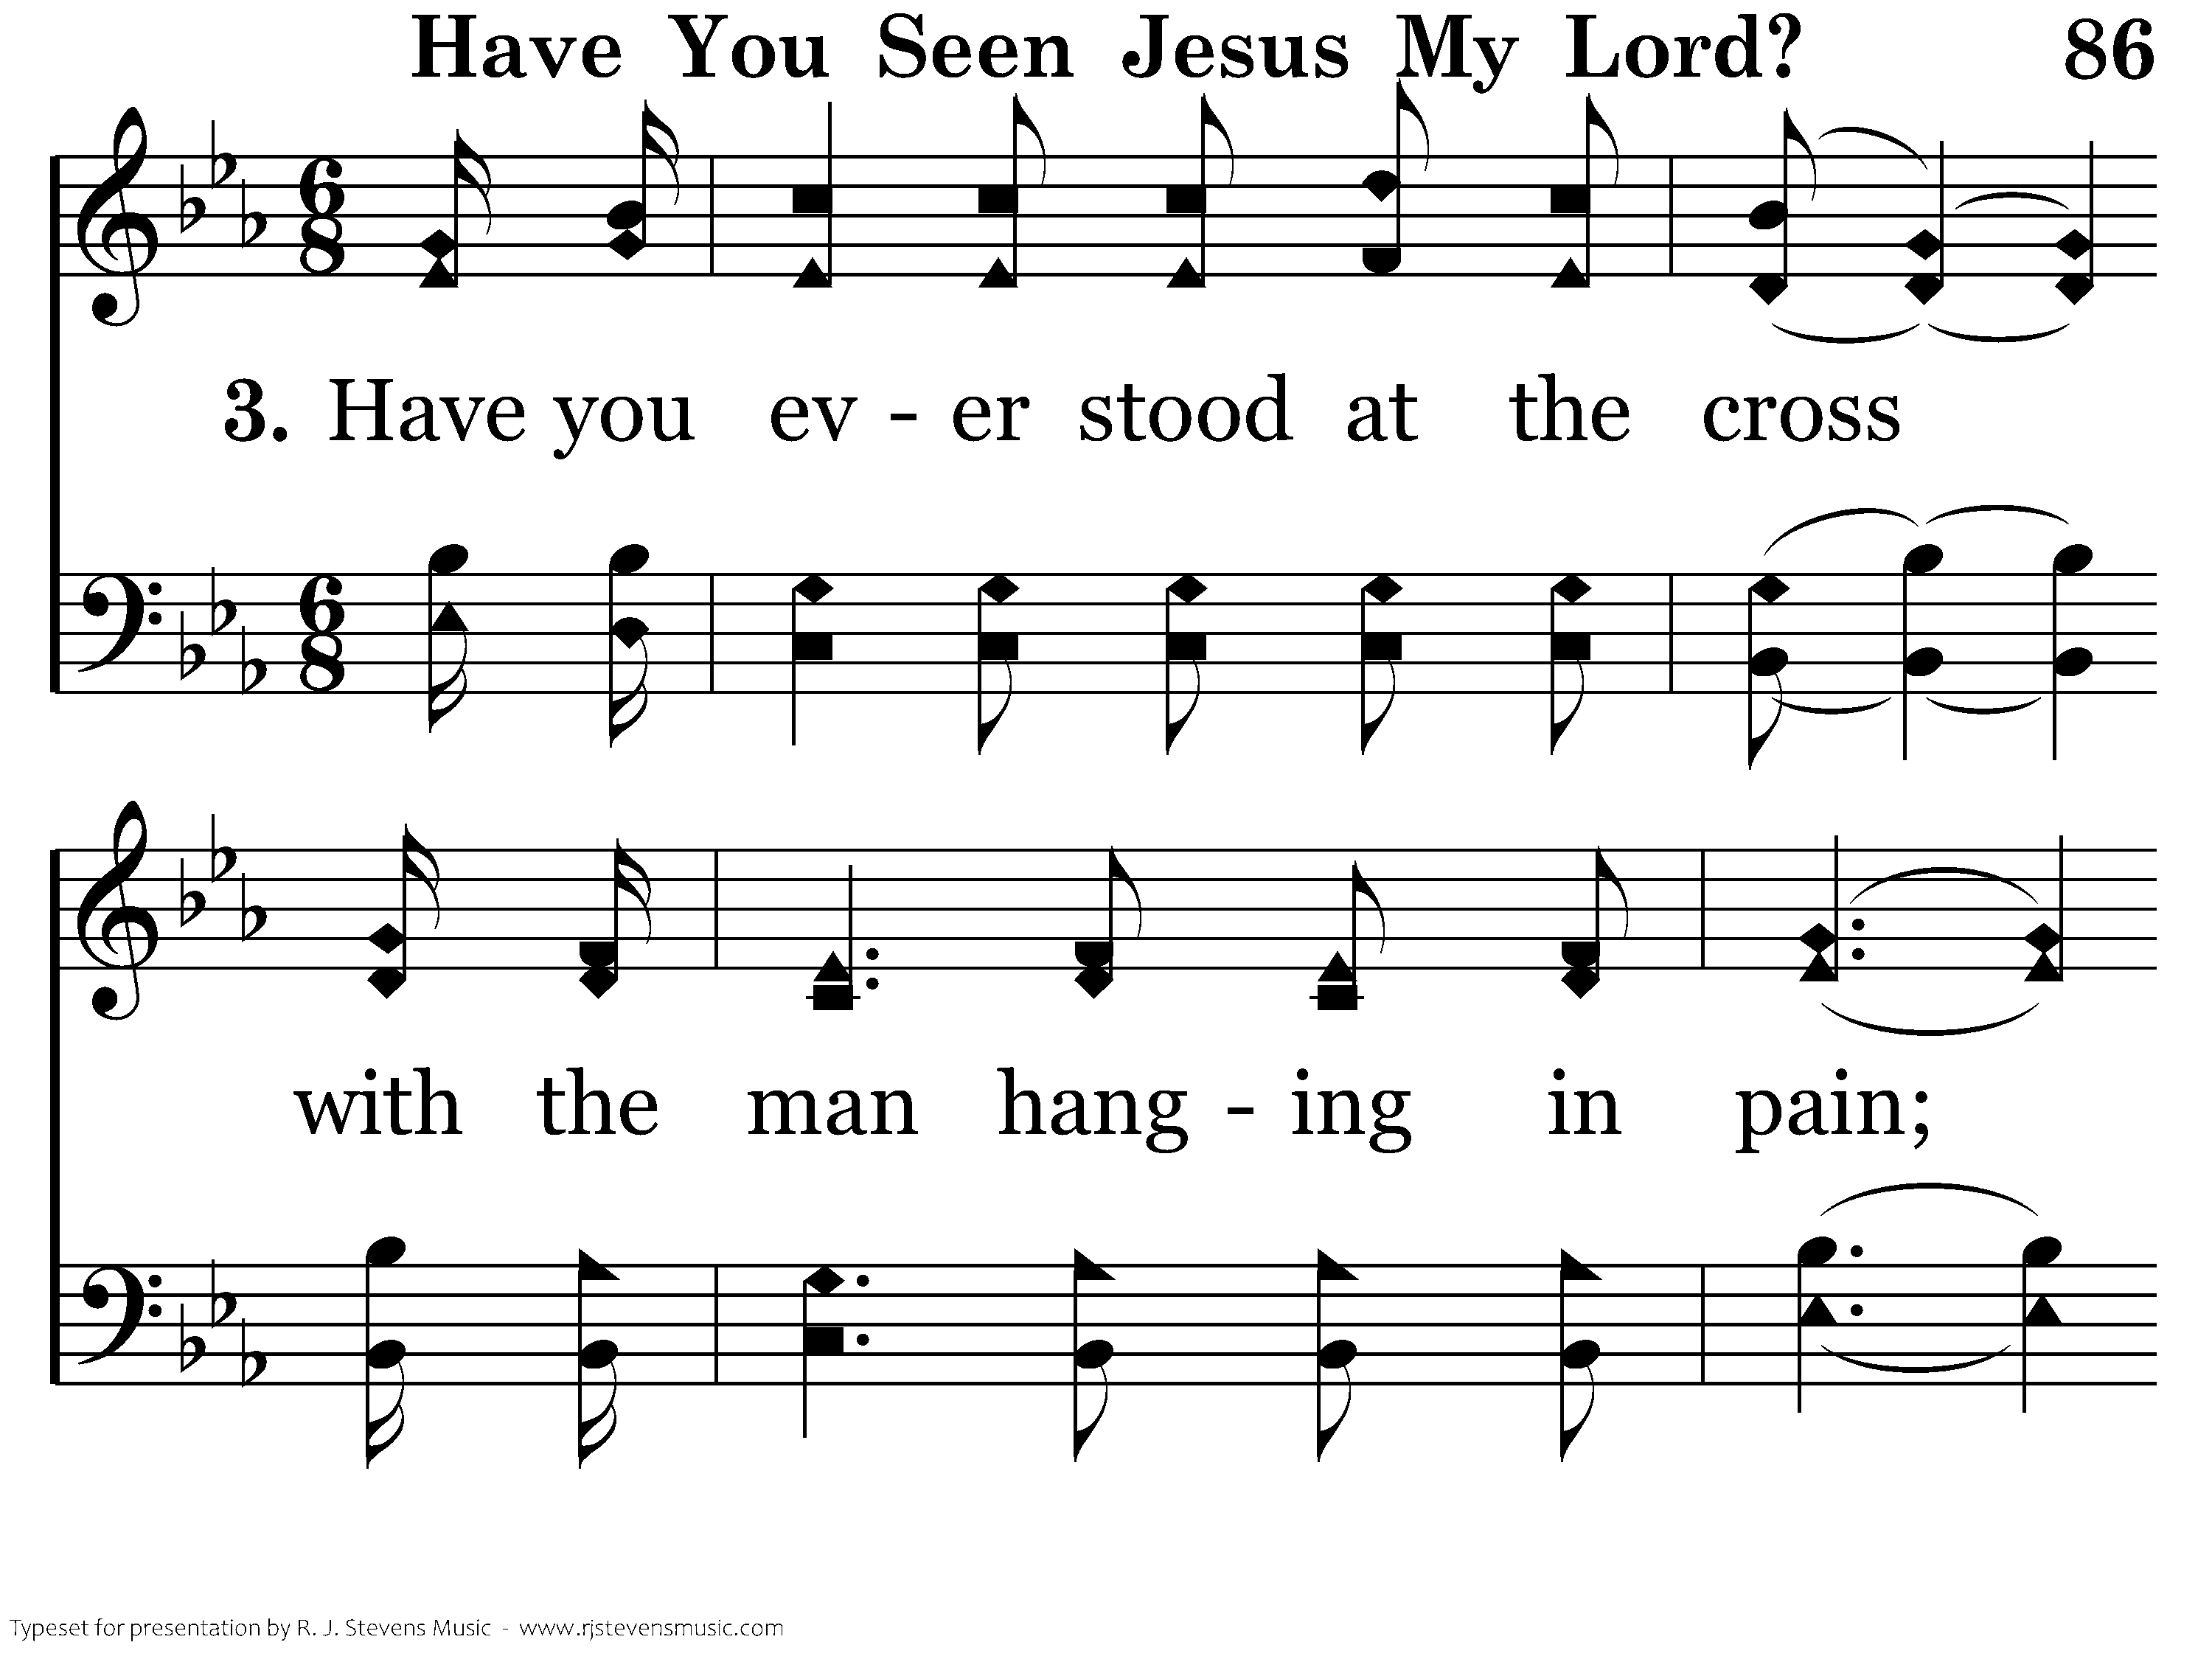 Have You Seen Jesus My Lord? 86
3. Have you ev - er stood at the cross
with the man hang - ing in pain;
Typeset for presentation by R. J. Stevens Music - www.rjstevensmusic.com